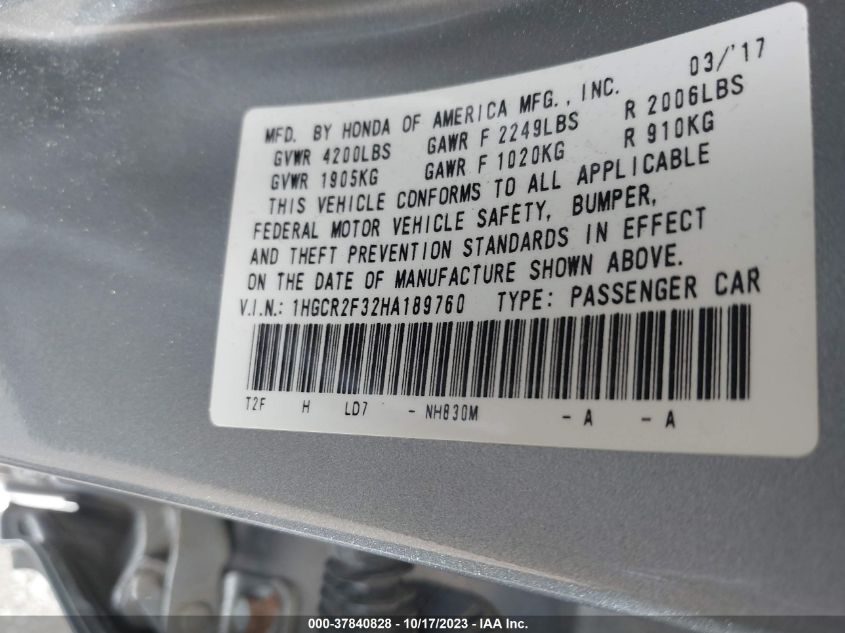 03/'17
MFD. BY HONDA OF AMERICA MFG., INC.
GVWR 4200LBS GAWR F 2249LBS R 2006LBS
GVWR 1905KG GAWR F 1020KG R 910KG
THIS VEHICLE CONFORMS TO ALL APPLICABLE
FEDERAL MOTOR VEHICLE SAFETY, BUMPER,
AND THEFT PREVENTION STANDARDS IN EFFECT
ON THE DATE OF MANUFACTURE SHOWN ABOVE.
V.I.N.: 1HGCR2F32HA189760 TYPE: PASSENGER CAR
T2F H LD7 - NH830M - A - A
000-37840828 - 10/17/2023 - IAA Inc.